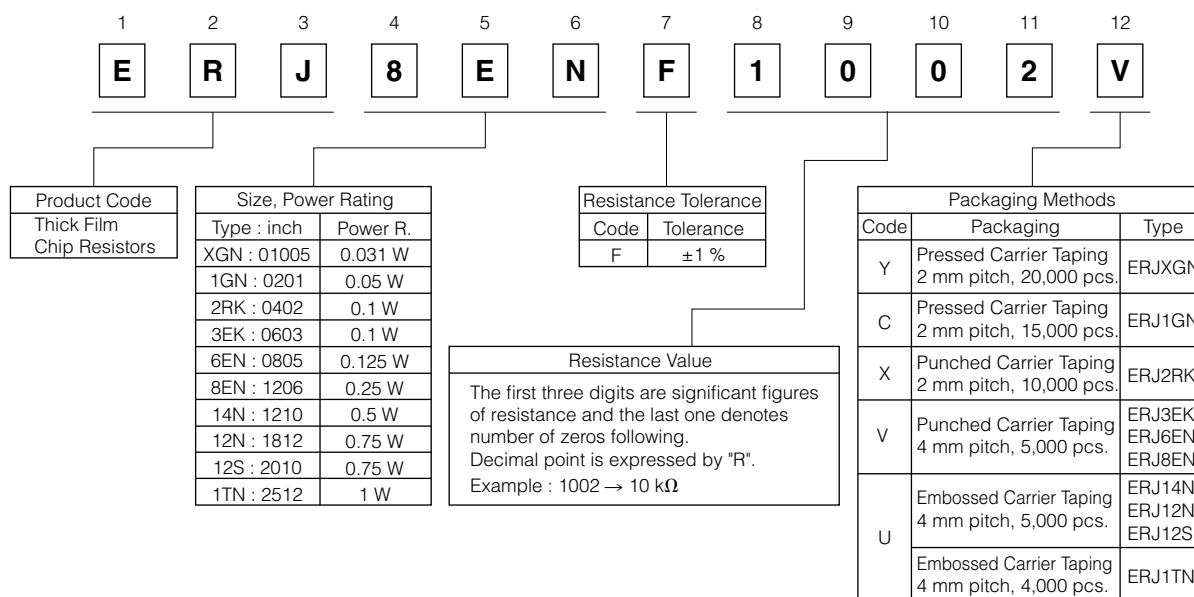 1 2 3 4 5 6 7 8 9 10 11 12
E R J 8 E N F 1 0 0 2 V
Product Code
Thick Film
Chip Resistors
Size, Power Rating
Type : inch Power R.
XGN : 01005 0.031 W
1GN : 0201 0.05 W
2RK : 0402 0.1 W
3EK : 0603 0.1 W
6EN : 0805 0.125 W
8EN : 1206 0.25 W
14N : 1210 0.5 W
12N : 1812 0.75 W
12S : 2010 0.75 W
1TN : 2512 1 W
Resistance Tolerance
Code Tolerance
F ±1 %
Resistance Value
The first three digits are significant figures
of resistance and the last one denotes
number of zeros following.
Decimal point is expressed by "R".
Example : 1002 → 10 kΩ
Packaging Methods
Code Packaging Type
Y Pressed Carrier Taping
2 mm pitch, 20,000 pcs. ERJXGN
C Pressed Carrier Taping
2 mm pitch, 15,000 pcs. ERJ1GN
X Punched Carrier Taping
2 mm pitch, 10,000 pcs. ERJ2RK
V Punched Carrier Taping
4 mm pitch, 5,000 pcs.
ERJ3EK
ERJ6EN
ERJ8EN
U Embossed Carrier Taping
4 mm pitch, 5,000 pcs.
ERJ14N
ERJ12N
ERJ12S
Embossed Carrier Taping
4 mm pitch, 4,000 pcs. ERJ1TN